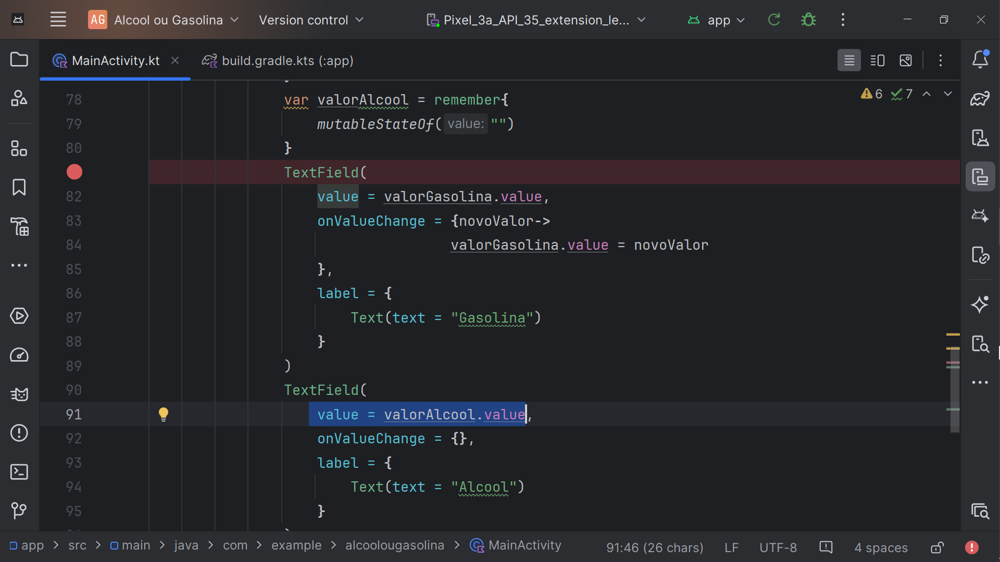 AG Alcool ou Gasolina Version control Pixel_3a_API_35_extension_le... app
MainActivity.kt build.gradle.kts (:app)
6 7
78 var valorAlcool = remember{
79 mutableStateOf( value: "")
80 }
TextField(
82 value = valorGasolina.value,
83 onValueChange = {novoValor->
84 valorGasolina.value = novoValor
85 },
86 label = {
87 Text(text = "Gasolina")
88 }
89 )
90 TextField(
91 value = valorAlcool.value,
92 onValueChange = {},
93 label = {
94 Text(text = "Alcool")
95 }
app > src > main > java > com > example > alcoolougasolina > MainActivity 91:46 (26 chars) LF UTF-8 4 spaces